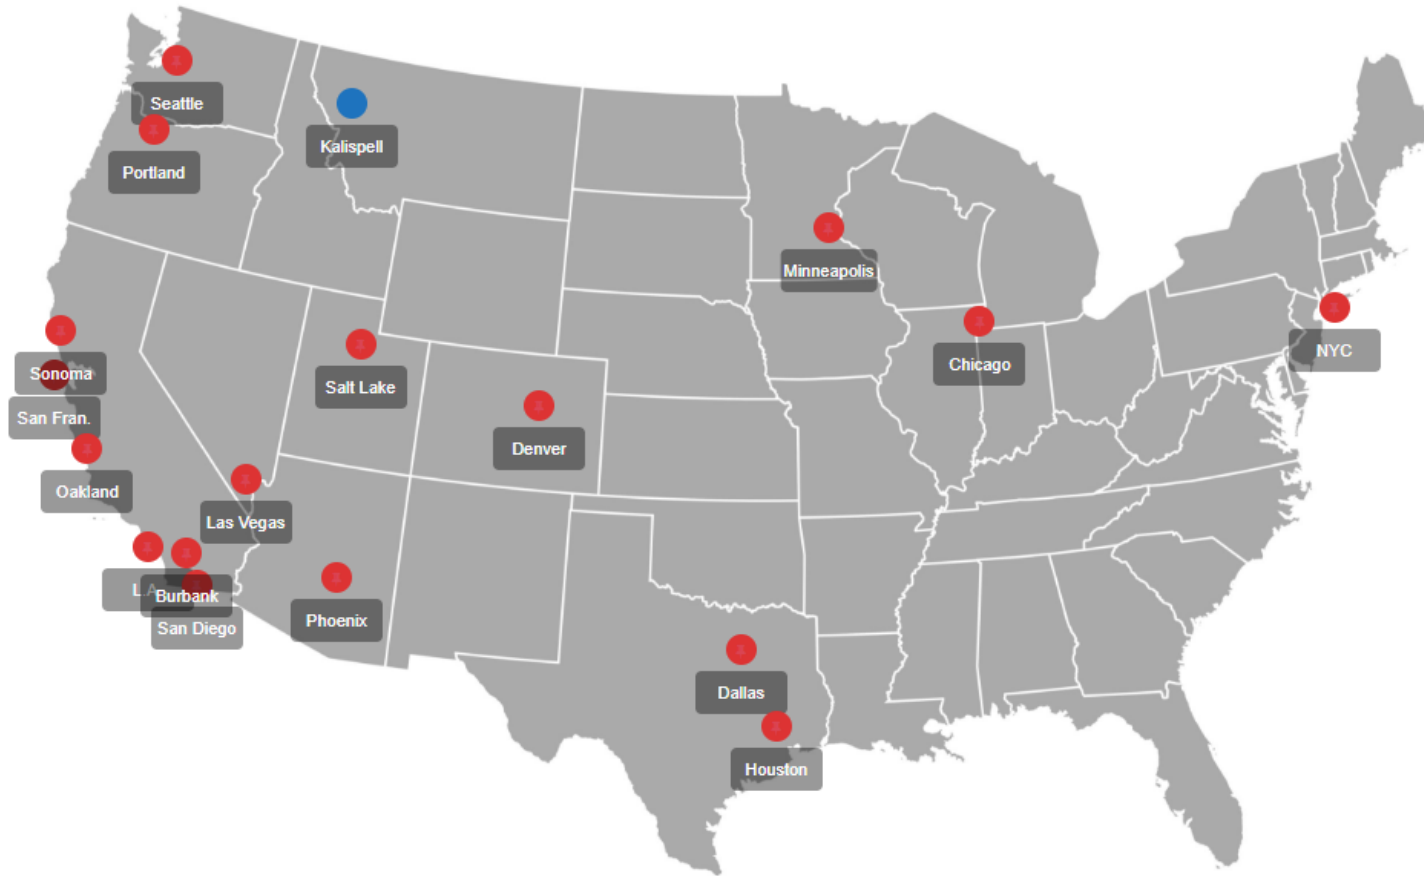 Seattle
Kalispell
Portland
Minneapolis
NYC
Chicago
Sonoma
Salt Lake
San Fran.
Denver
Oakland
Las Vegas
L.A.
Burbank
Phoenix
San Diego
Dallas
Houston